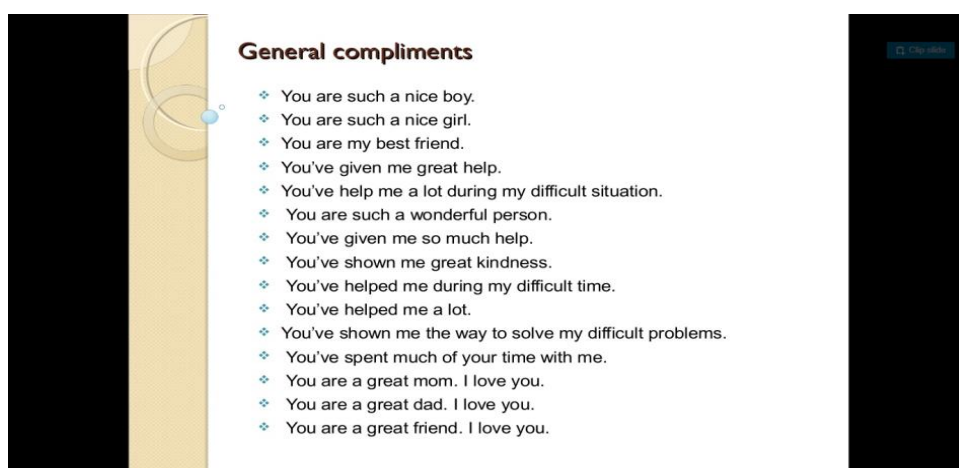 General compliments
Clip slide
You are such a nice boy.
You are such a nice girl.
You are my best friend.
You've given me great help.
You've help me a lot during my difficult situation.
You are such a wonderful person.
You've given me so much help.
You've shown me great kindness.
You've helped me during my difficult time.
You've helped me a lot.
You've shown me the way to solve my difficult problems.
You've spent much of your time with me.
You are a great mom. I love you.
You are a great dad. I love you.
You are a great friend. I love you.